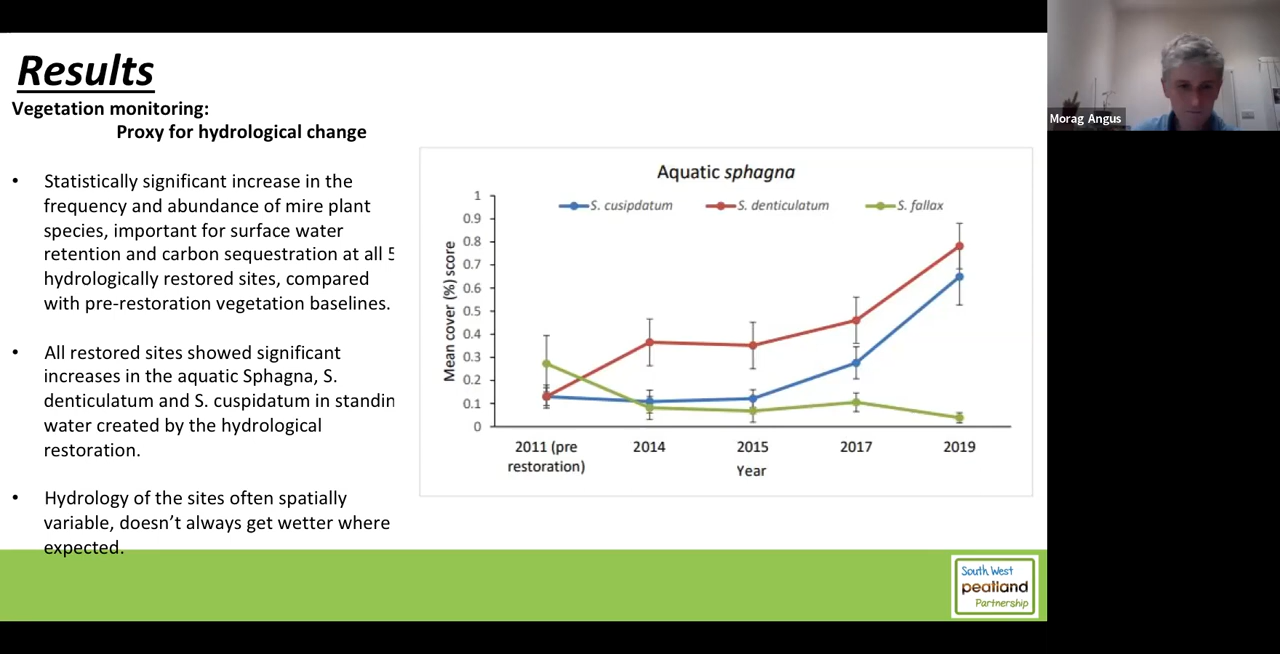 Results
Vegetation monitoring:
Proxy for hydrological change
• Statistically significant increase in the
frequency and abundance of mire plant
species, important for surface water
retention and carbon sequestration at all 5
hydrologically restored sites, compared
with pre-restoration vegetation baselines.
• All restored sites showed significant
increases in the aquatic Sphagna, S.
denticulatum and S. cuspidatum in standin
water created by the hydrological
restoration.
• Hydrology of the sites often spatially
variable, doesn’t always get wetter where
expected.
Aquatic sphagna
S. cusipdatum S. denticulatum S. fallax
Mean cover (%) score
1
0.9
0.8
0.7
0.6
0.5
0.4
0.3
0.2
0.1
0
2011 (pre restoration) 2014 2015 2017 2019
Year
South West
peatland
Partnership
Morag Angus